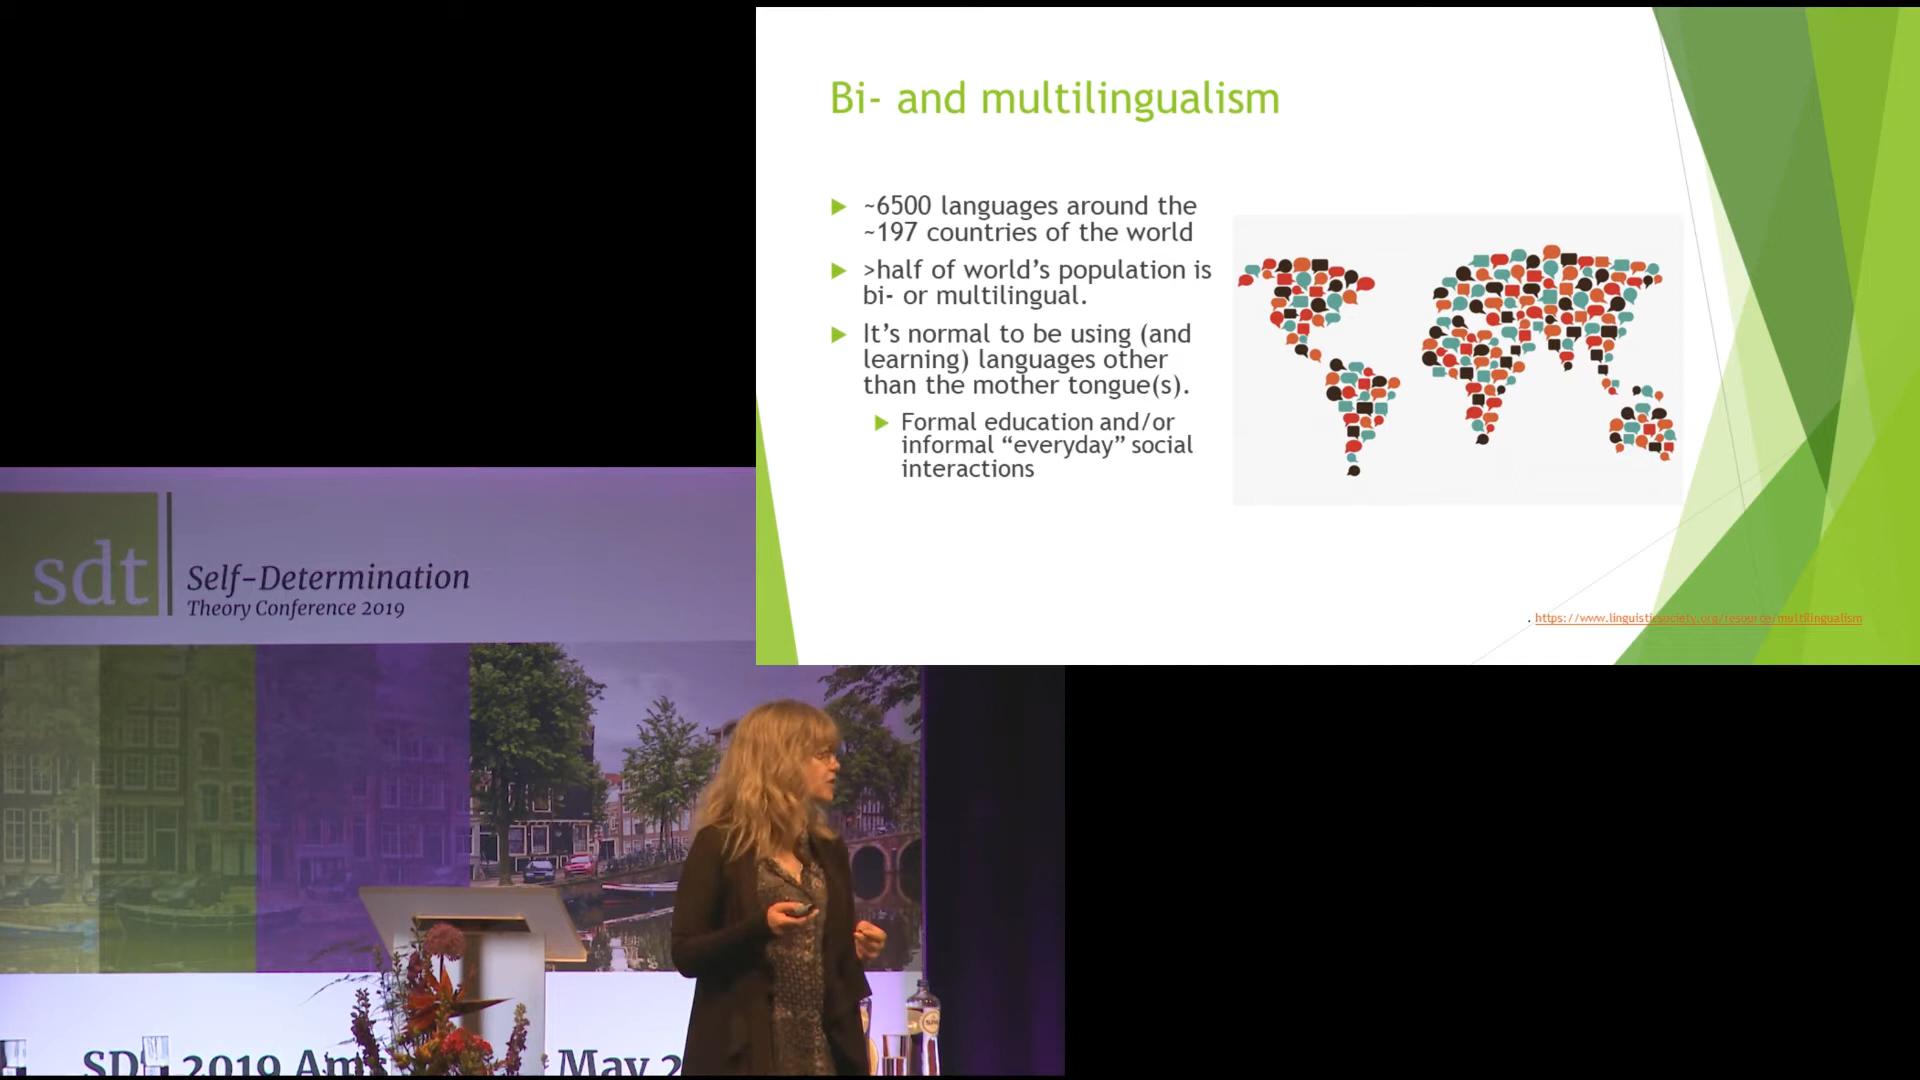 Bi- and multilingualism
~6500 languages around the
~197 countries of the world
>half of world's population is
bi- or multilingual.
It's normal to be using (and
learning) languages other
than the mother tongue(s).
Formal education and/or
informal “everyday” social
interactions
. https://www.linguisticsociety.org/resource/multilingualism
sdt
Self-Determination
Theory Conference 2019
2019
May 2